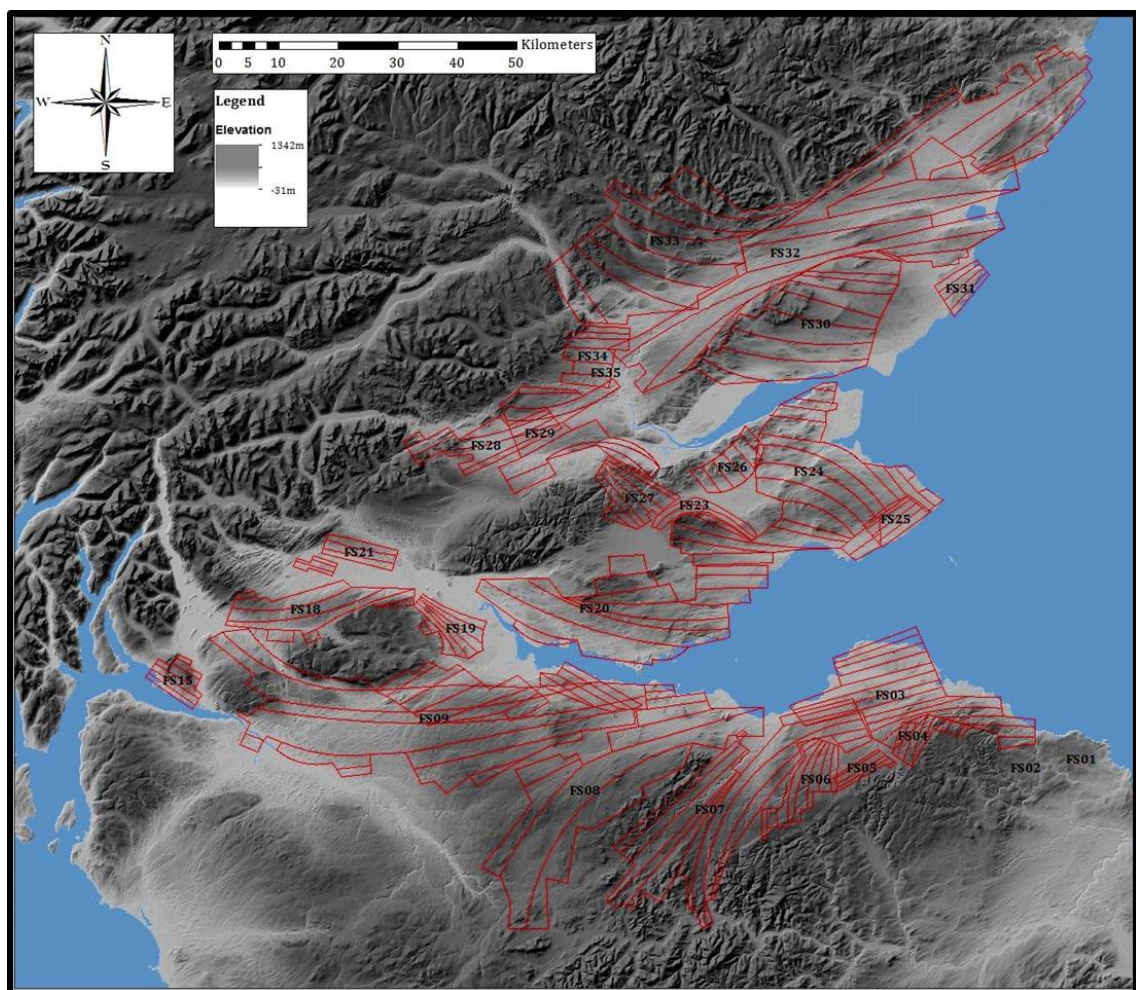 N
W E
S
Kilometers
0 5 10 20 30 40 50
Legend
Elevation
1342m
-31m
FS33
FS32
FS31
FS30
FS34
FS35
FS28
FS29
FS26
FS24
FS27
FS23
FS25
FS21
FS18
FS20
FS19
FS15
FS03
FS09
FS04
FS01
FS02
FS05
FS06
FS08
FS07